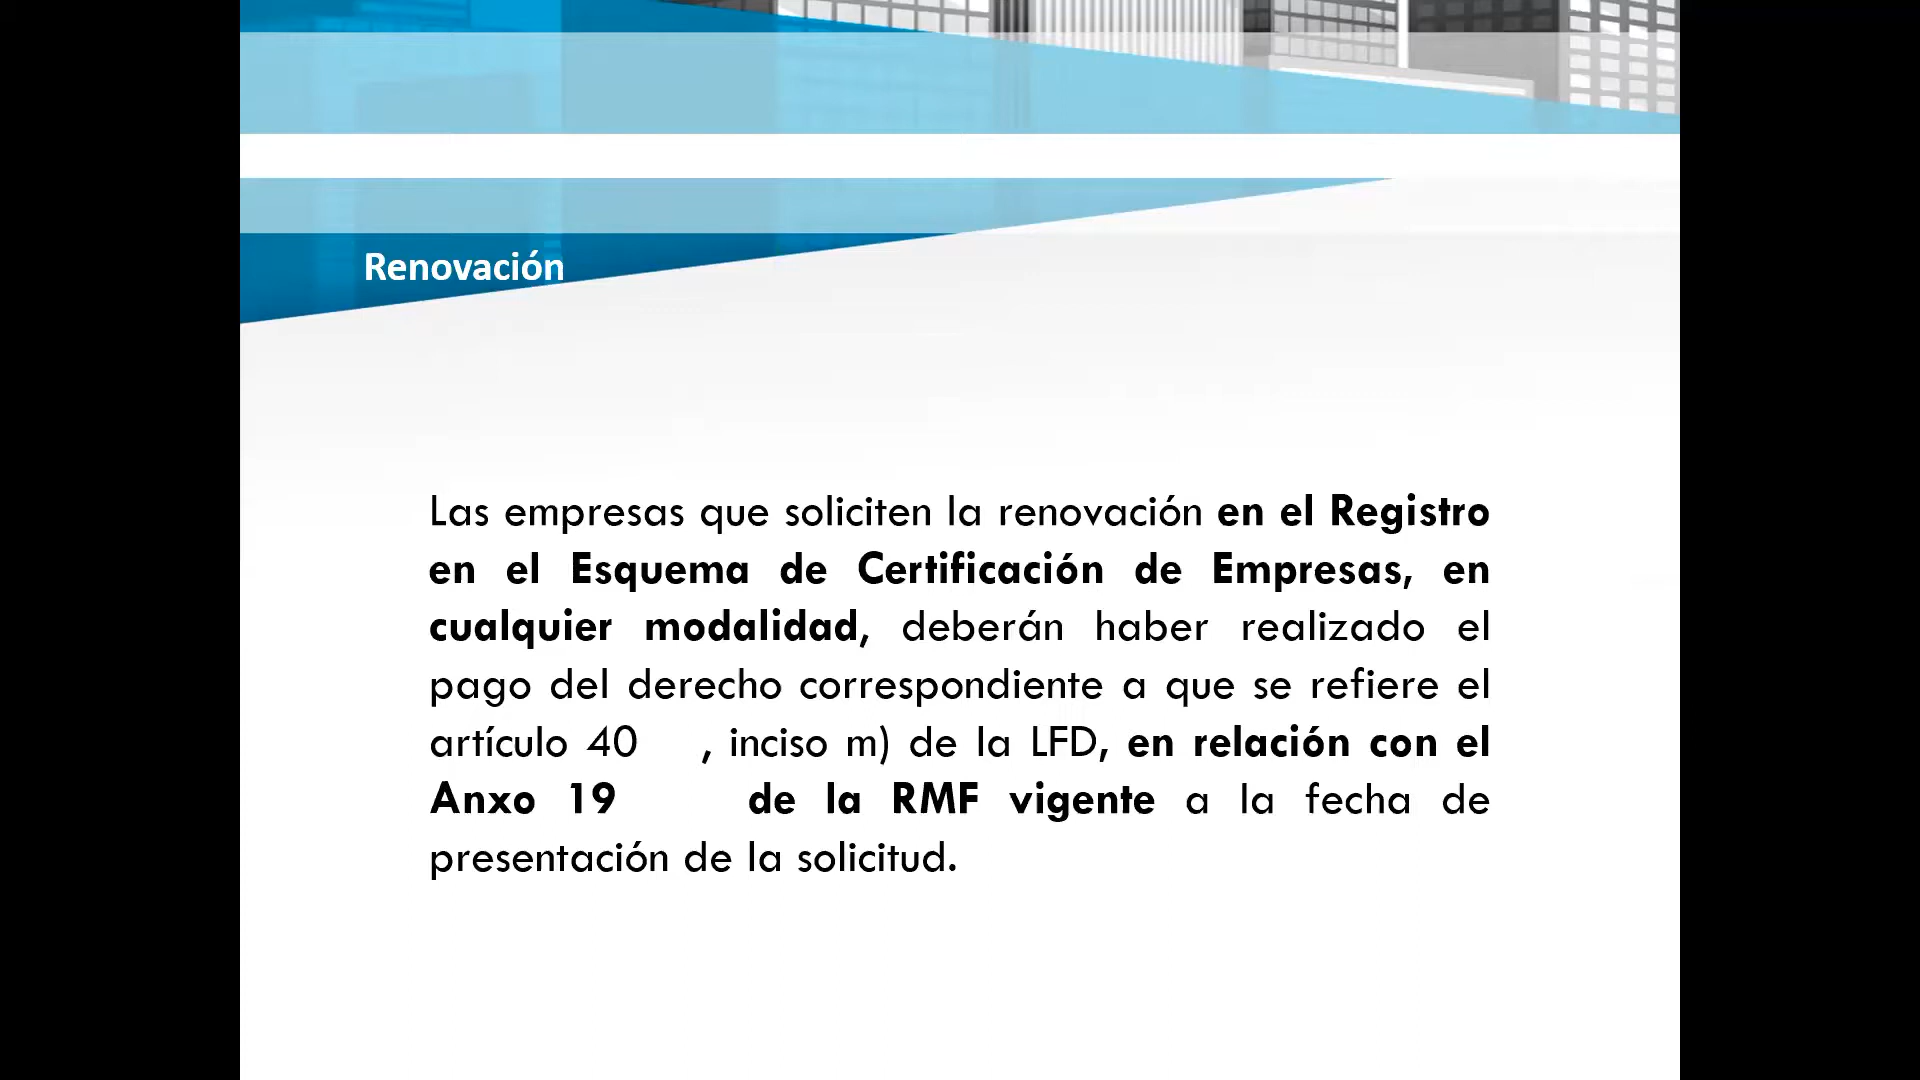 Renovación
Las empresas que soliciten la renovación en el Registro
en el Esquema de Certificación de Empresas, en
cualquier modalidad, deberán haber realizado el
pago del derecho correspondiente a que se refiere el
artículo 40 , inciso m) de la LFD, en relación con el
Anxo 19 de la RMF vigente a la fecha de
presentación de la solicitud.